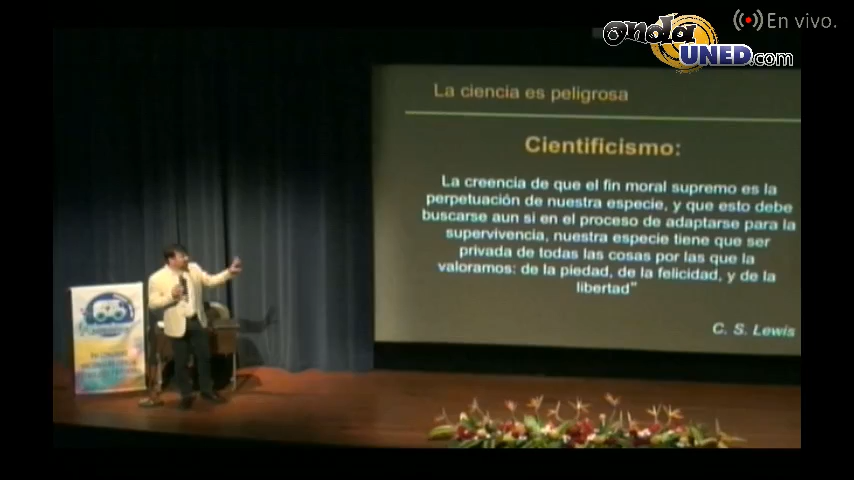 En vivo.
onda
UNED.com
La ciencia es peligrosa
Cientificismo:
La creencia de que el fin moral supremo es la
perpetuación de nuestra especie, y que esto debe
buscarse aun si en el proceso de adaptarse para la
supervivencia, nuestra especie tiene que ser
privada de todas las cosas por las que la
valoramos: de la piedad, de la felicidad, y de la
libertad"
C. S. Lewis